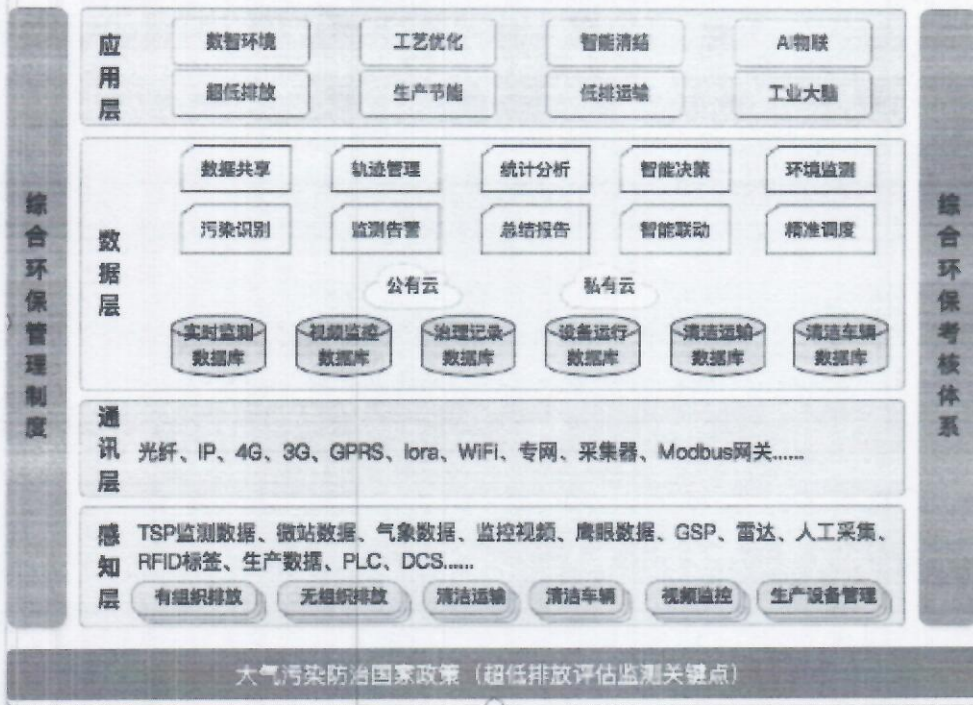 综合环保管理制度
应用层
数智环境 工艺优化 智能清结 AI物联
超低排放 生产节能 低排运输 工业大脑
数据层
数据共享 轨迹管理 统计分析 智能决策 环境监测
污染识别 监测告警 总结报告 智能联动 精准调度
公有云 私有云
实时监测 视频监控 治理记录 设备运行 清洁运输 清洁车辆
数据库 数据库 数据库 数据库 数据库 数据库
通讯层
光纤、IP、4G、3G、GPRS、lora、WiFi、专网、采集器、Modbus网关......
感知层
TSP监测数据、微站数据、气象数据、监控视频、鹰眼数据、GSP、雷达、人工采集、
RFID标签、生产数据、PLC、DCS......
有组织排放 无组织排放 清洁运输 清洁车辆 视频监控 生产设备管理
综合环保考核体系
大气污染防治国家政策（超低排放评估监测关键点）